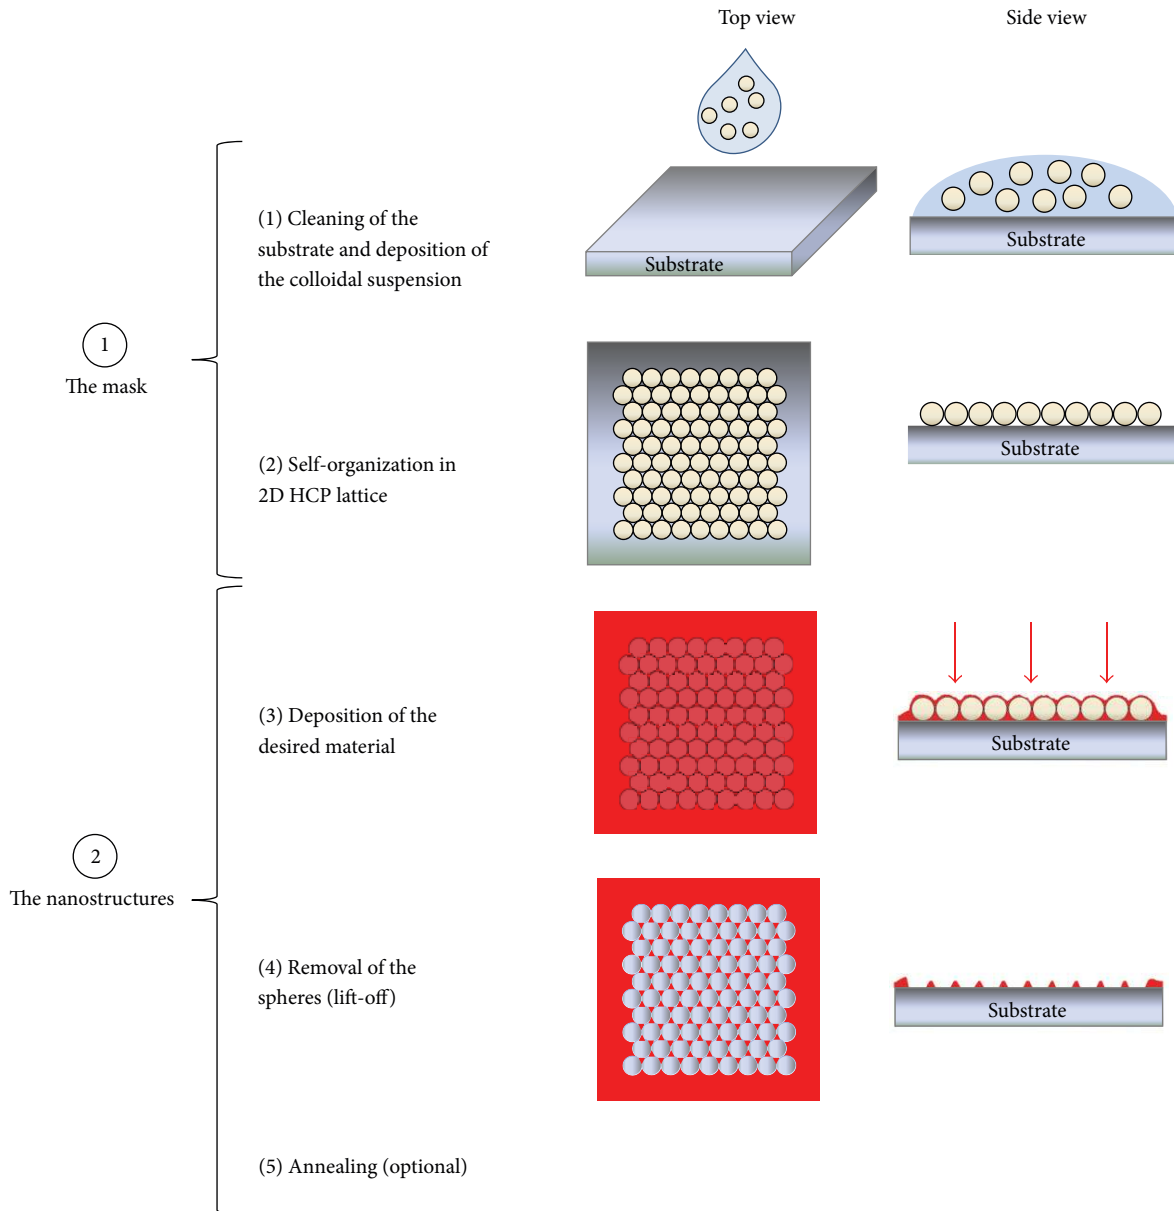 Top view
Side view
(1) Cleaning of the
substrate and deposition of
the colloidal suspension
Substrate
Substrate
1
The mask
(2) Self-organization in
2D HCP lattice
Substrate
(3) Deposition of the
desired material
Substrate
2
The nanostructures
(4) Removal of the
spheres (lift-off)
Substrate
(5) Annealing (optional)